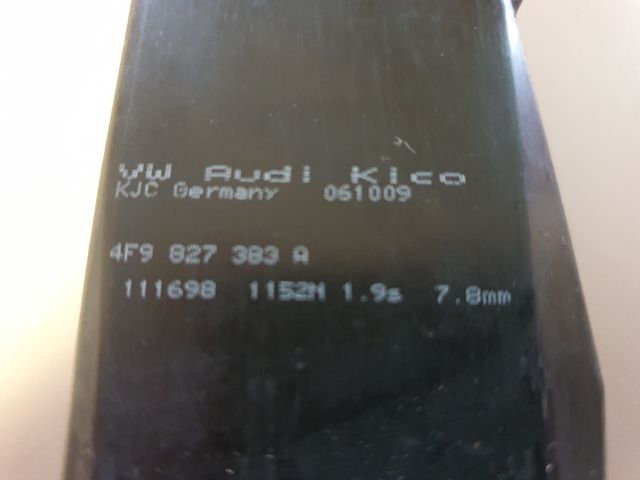 VW Audi Kico
KJC Germany 061009
4F9 827 383 A
111698 1152N 1.9s 7.8mm